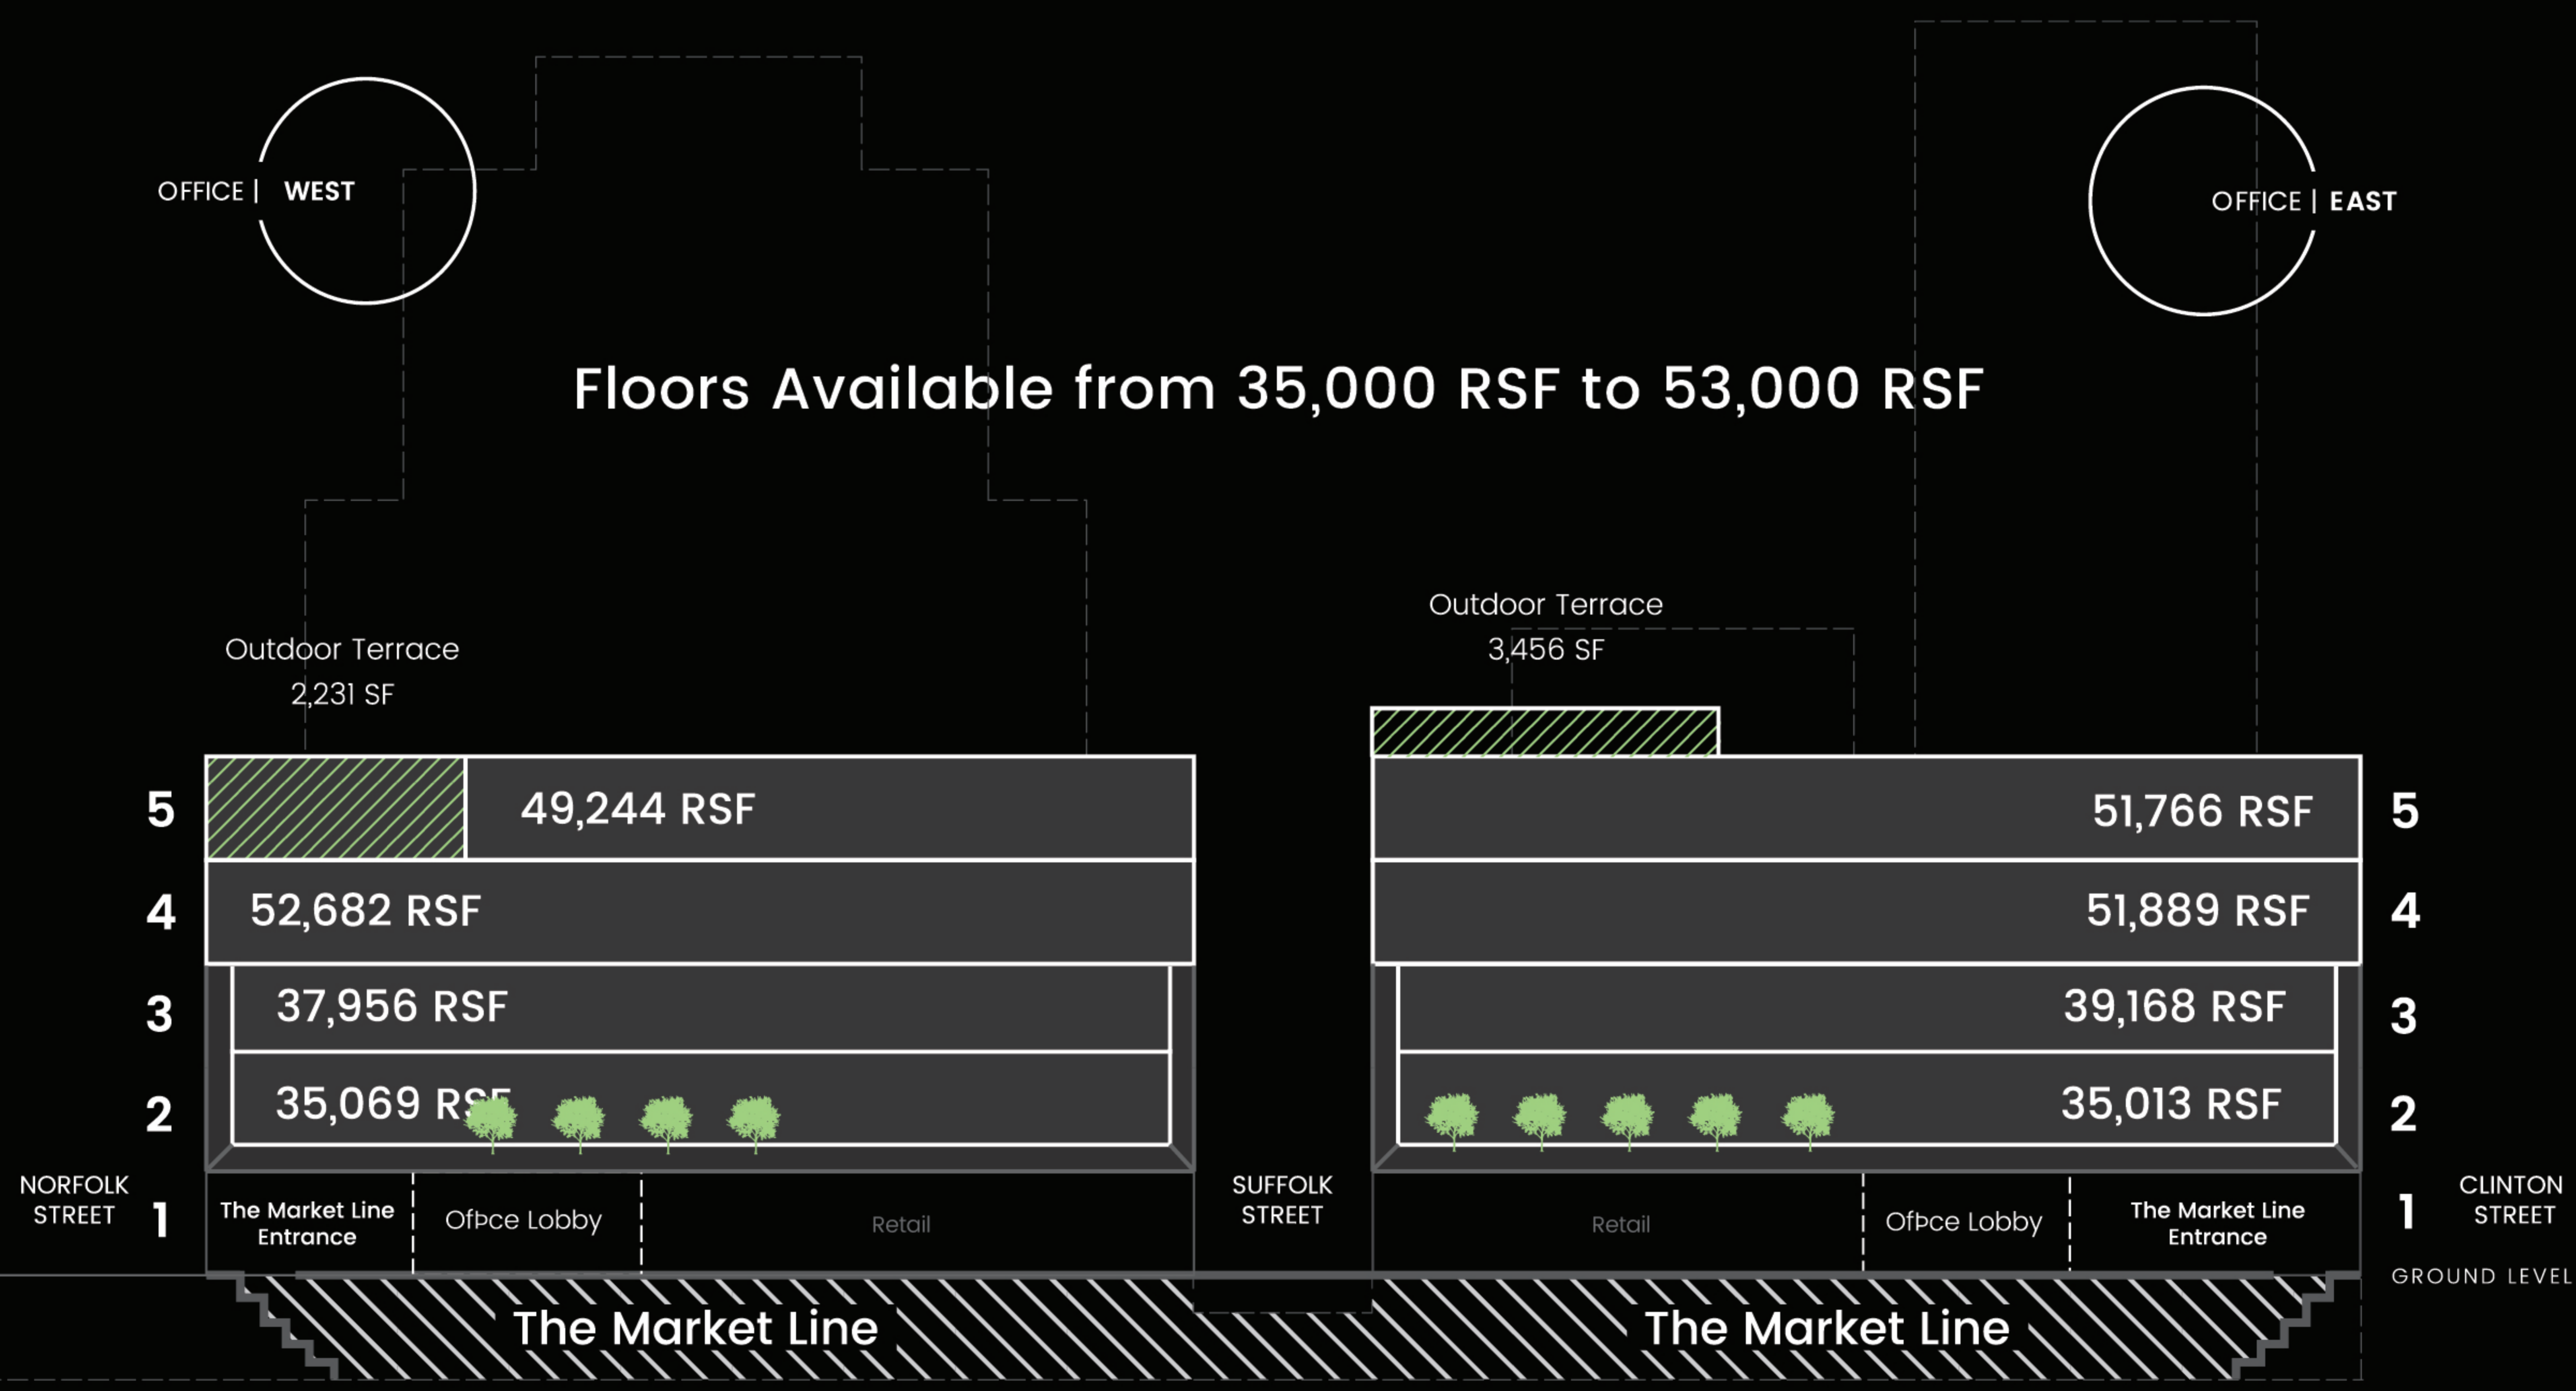 OFFICE | WEST
OFFICE | EAST
Floors Available from 35,000 RSF to 53,000 RSF
Outdoor Terrace
2,231 SF
Outdoor Terrace
3,456 SF
5 49,244 RSF
51,766 RSF 5
4 52,682 RSF
51,889 RSF 4
3 37,956 RSF
39,168 RSF 3
2 35,069 RSF
35,013 RSF 2
NORFOLK
STREET
1
The Market Line
Entrance
OfÞce Lobby
Retail
SUFFOLK
STREET
Retail
OfÞce Lobby
The Market Line
Entrance
1
CLINTON
STREET
GROUND LEVEL
The Market Line
The Market Line